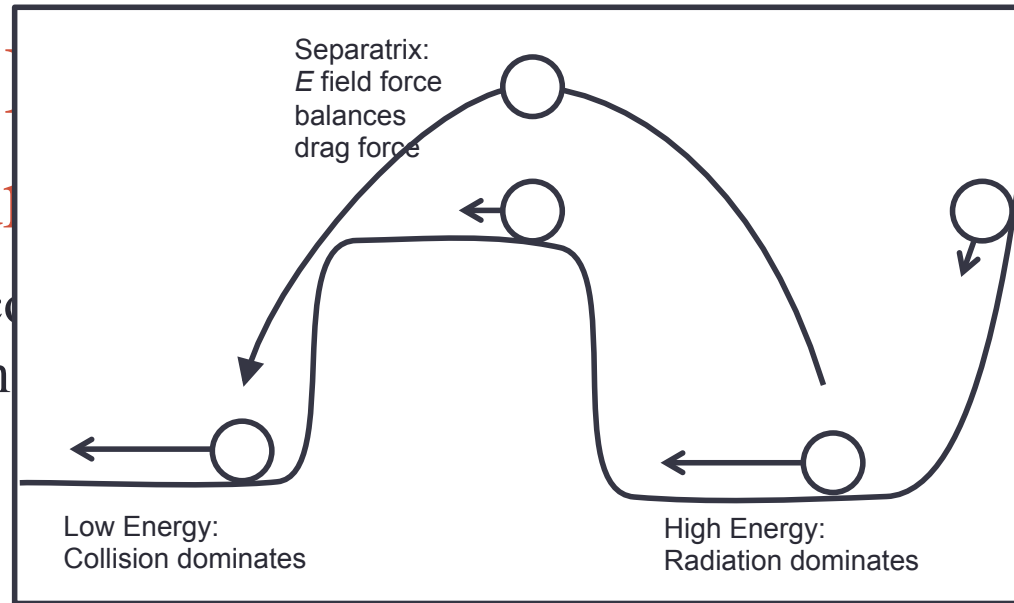 Separatrix:
E field force
balances
drag force
Low Energy:
Collision dominates
High Energy:
Radiation dominates